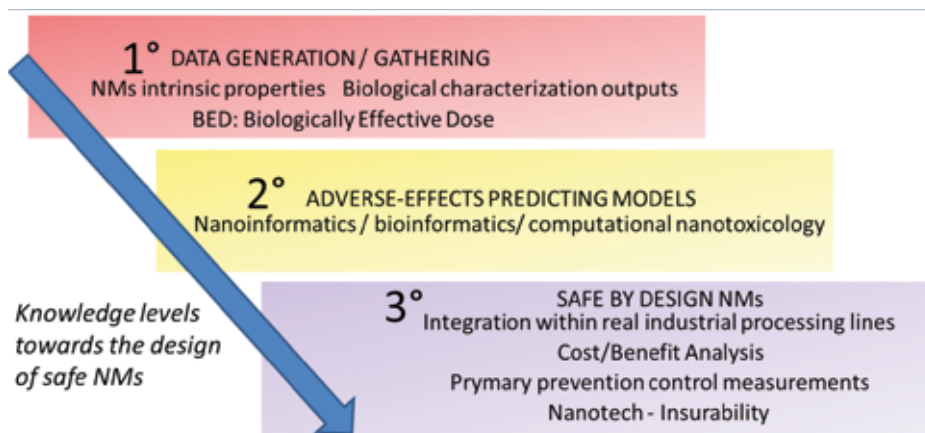 1° DATA GENERATION / GATHERING
NMs intrinsic properties Biological characterization outputs
BED: Biologically Effective Dose
2° ADVERSE-EFFECTS PREDICTING MODELS
Nanoinformatics / bioinformatics/ computational nanotoxicology
3° SAFE BY DESIGN NMs
Integration within real industrial processing lines
Cost/Benefit Analysis
Prymary prevention control measurements
Nanotech - Insurability
Knowledge levels
towards the design
of safe NMs